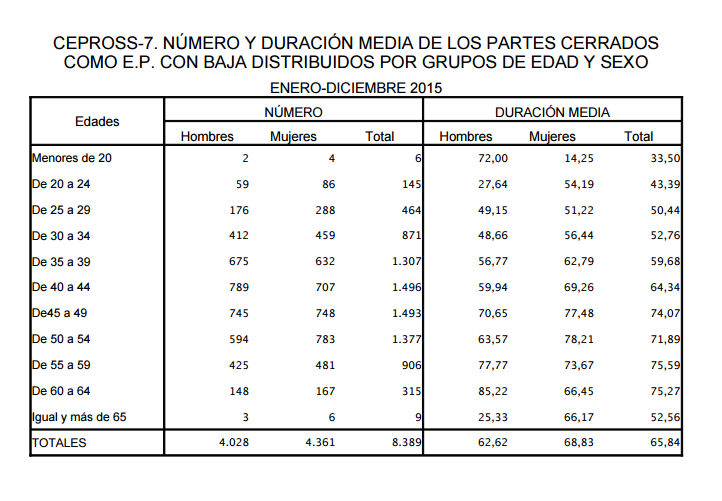 CEPROSS-7. NÚMERO Y DURACIÓN MEDIA DE LOS PARTES CERRADOS
COMO E.P. CON BAJA DISTRIBUIDOS POR GRUPOS DE EDAD Y SEXO
ENERO-DICIEMBRE 2015
Edades NÚMERO DURACIÓN MEDIA
Hombres Mujeres Total Hombres Mujeres Total
Menores de 20 2 4 6 72,00 14,25 33,50
De 20 a 24 59 86 145 27,64 54,19 43,39
De 25 a 29 176 288 464 49,15 51,22 50,44
De 30 a 34 412 459 871 48,66 56,44 52,76
De 35 a 39 675 632 1.307 56,77 62,79 59,68
De 40 a 44 789 707 1.496 59,94 69,26 64,34
De45 a 49 745 748 1.493 70,65 77,48 74,07
De 50 a 54 594 783 1.377 63,57 78,21 71,89
De 55 a 59 425 481 906 77,77 73,67 75,59
De 60 a 64 148 167 315 85,22 66,45 75,27
Igual y más de 65 3 6 9 25,33 66,17 52,56
TOTALES 4.028 4.361 8.389 62,62 68,83 65,84